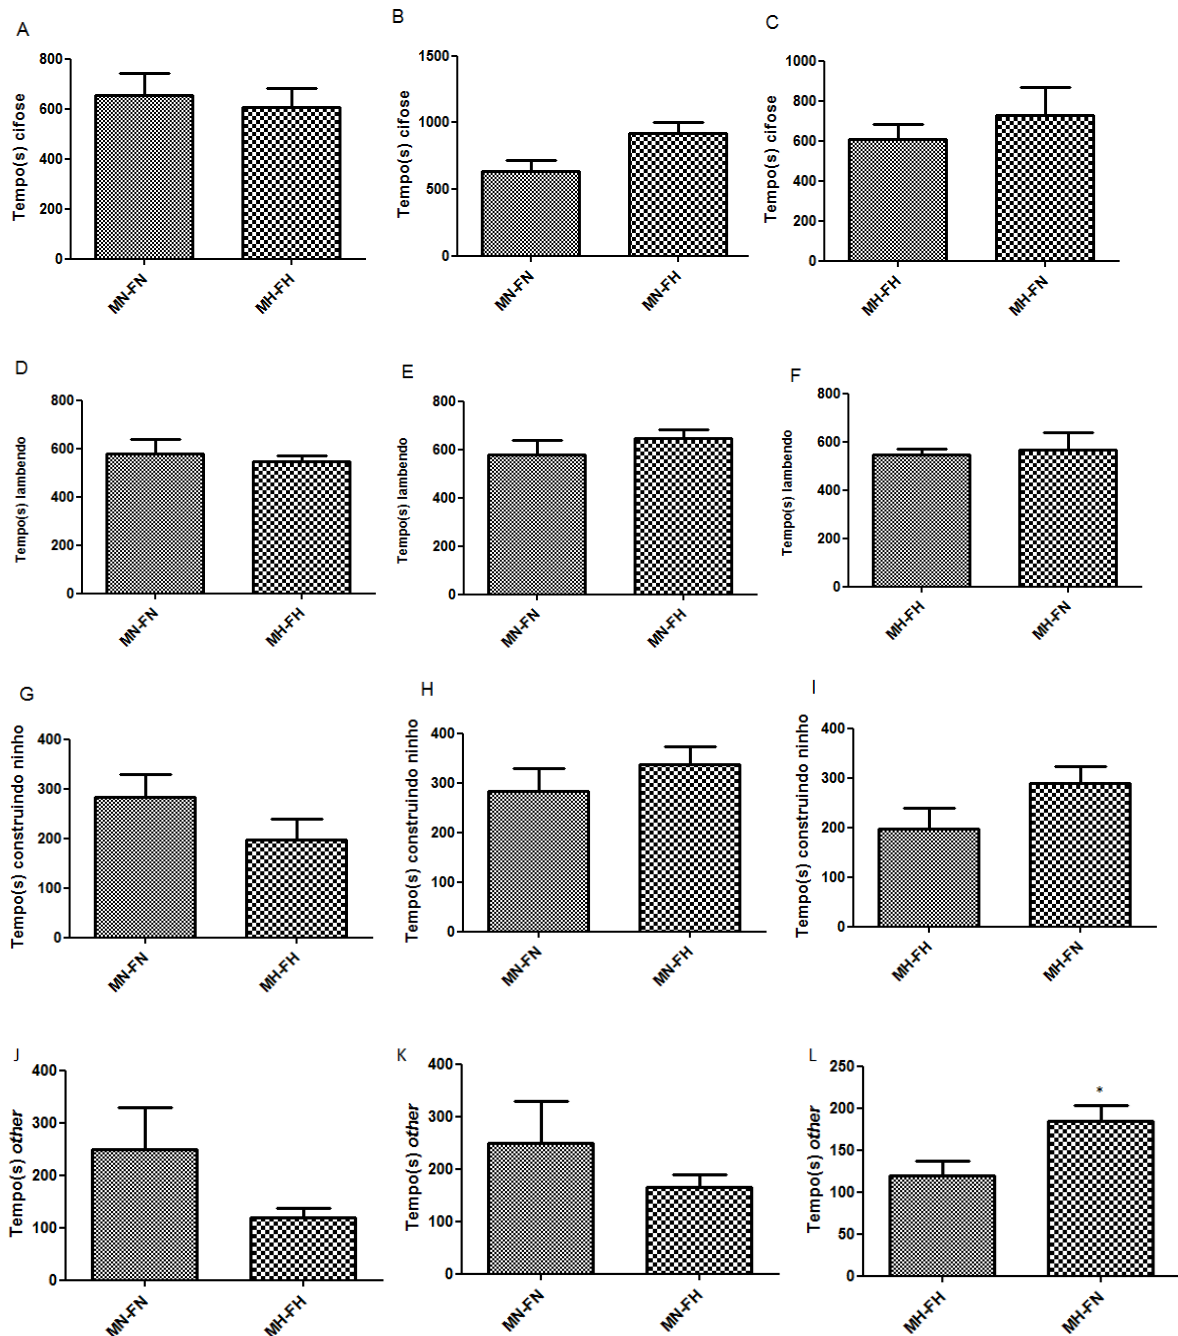 A
Tempo(s) cifose
800
600
400
200
0
MN-FN
MH-FH
B
Tempo(s) cifose
1500
1000
500
0
MN-FN
MN-FH
C
Tempo(s) cifose
1000
800
600
400
200
0
MH-FH
MH-FN
D
Tempo(s) lambendo
800
600
400
200
0
MN-FN
MH-FH
E
Tempo(s) lambendo
800
600
400
200
0
MN-FN
MN-FH
F
Tempo(s) lambendo
800
600
400
200
0
MH-FH
MH-FN
G
Tempo(s) construindo ninho
400
300
200
100
0
MN-FN
MH-FH
H
Tempo(s) construindo ninho
400
300
200
100
0
MN-FN
MN-FH
I
Tempo(s) construindo ninho
400
300
200
100
0
MH-FH
MH-FN
J
Tempo(s) other
400
300
200
100
0
MN-FN
MH-FH
K
Tempo(s) other
400
300
200
100
0
MN-FN
MN-FH
L
Tempo(s) other
250
200
150
100
50
0
*
MH-FH
MH-FN